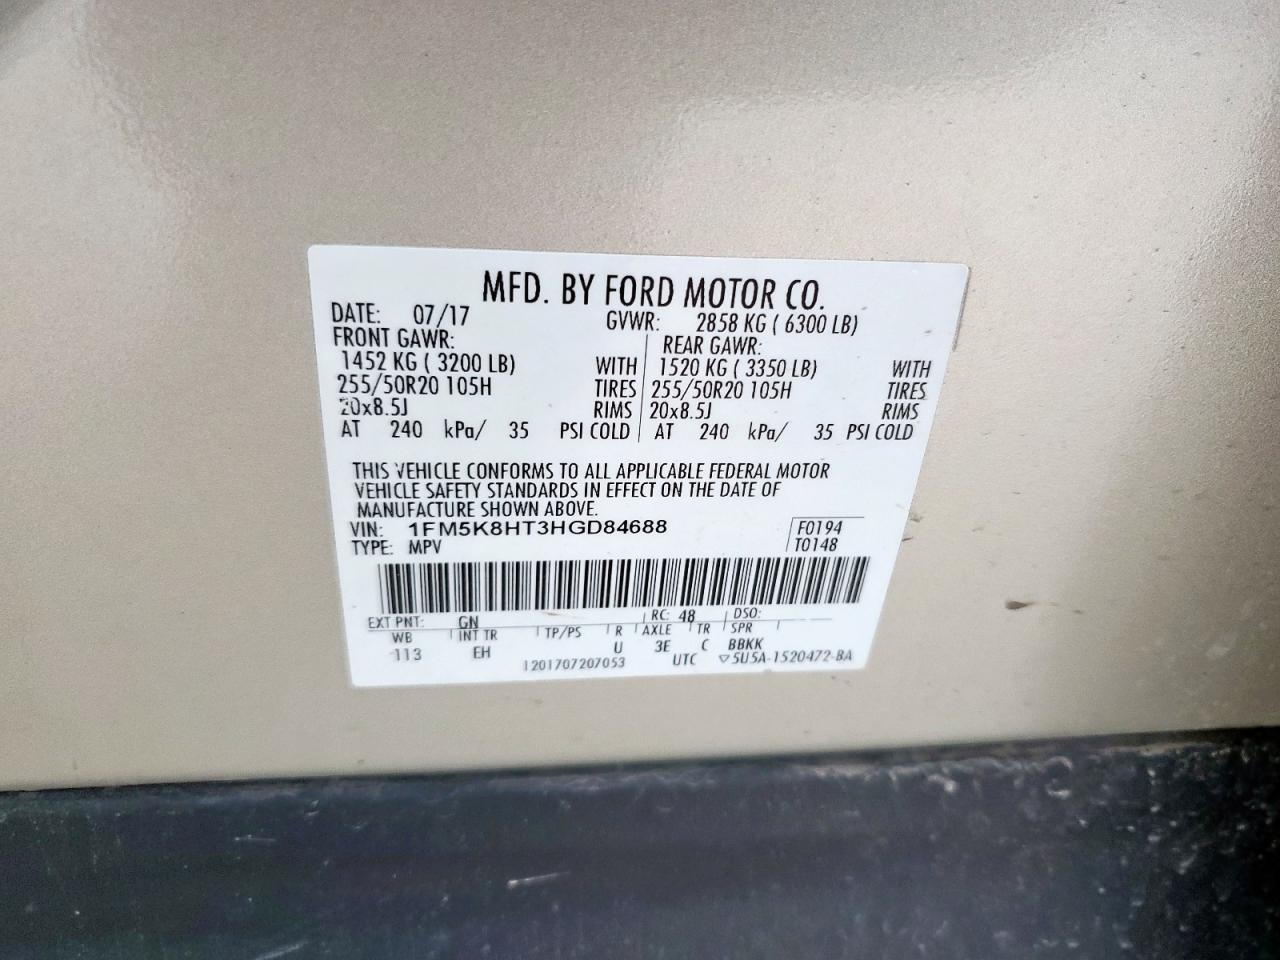 MFD. BY FORD MOTOR CO.
DATE: 07/17 GVWR: 2858 KG ( 6300 LB)
FRONT GAWR: REAR GAWR:
1452 KG ( 3200 LB) WITH 1520 KG ( 3350 LB) WITH
255/50R20 105H TIRES 255/50R20 105H TIRES
20x8.5J RIMS 20x8.5J RIMS
AT 240 kPa/ 35 PSI COLD AT 240 kPa/ 35 PSI COLD
THIS VEHICLE CONFORMS TO ALL APPLICABLE FEDERAL MOTOR
VEHICLE SAFETY STANDARDS IN EFFECT ON THE DATE OF
MANUFACTURE SHOWN ABOVE.
VIN: 1FM5K8HT3HGD84688 F0194
TYPE: MPV T0148
EXT PNT: GN RC: 48 DSO:
WB INT TR TP/PS R AXLE TR SPR
113 EH U 3E C BBKK
1201707207053 UTC ▽5U5A-1520472-BA